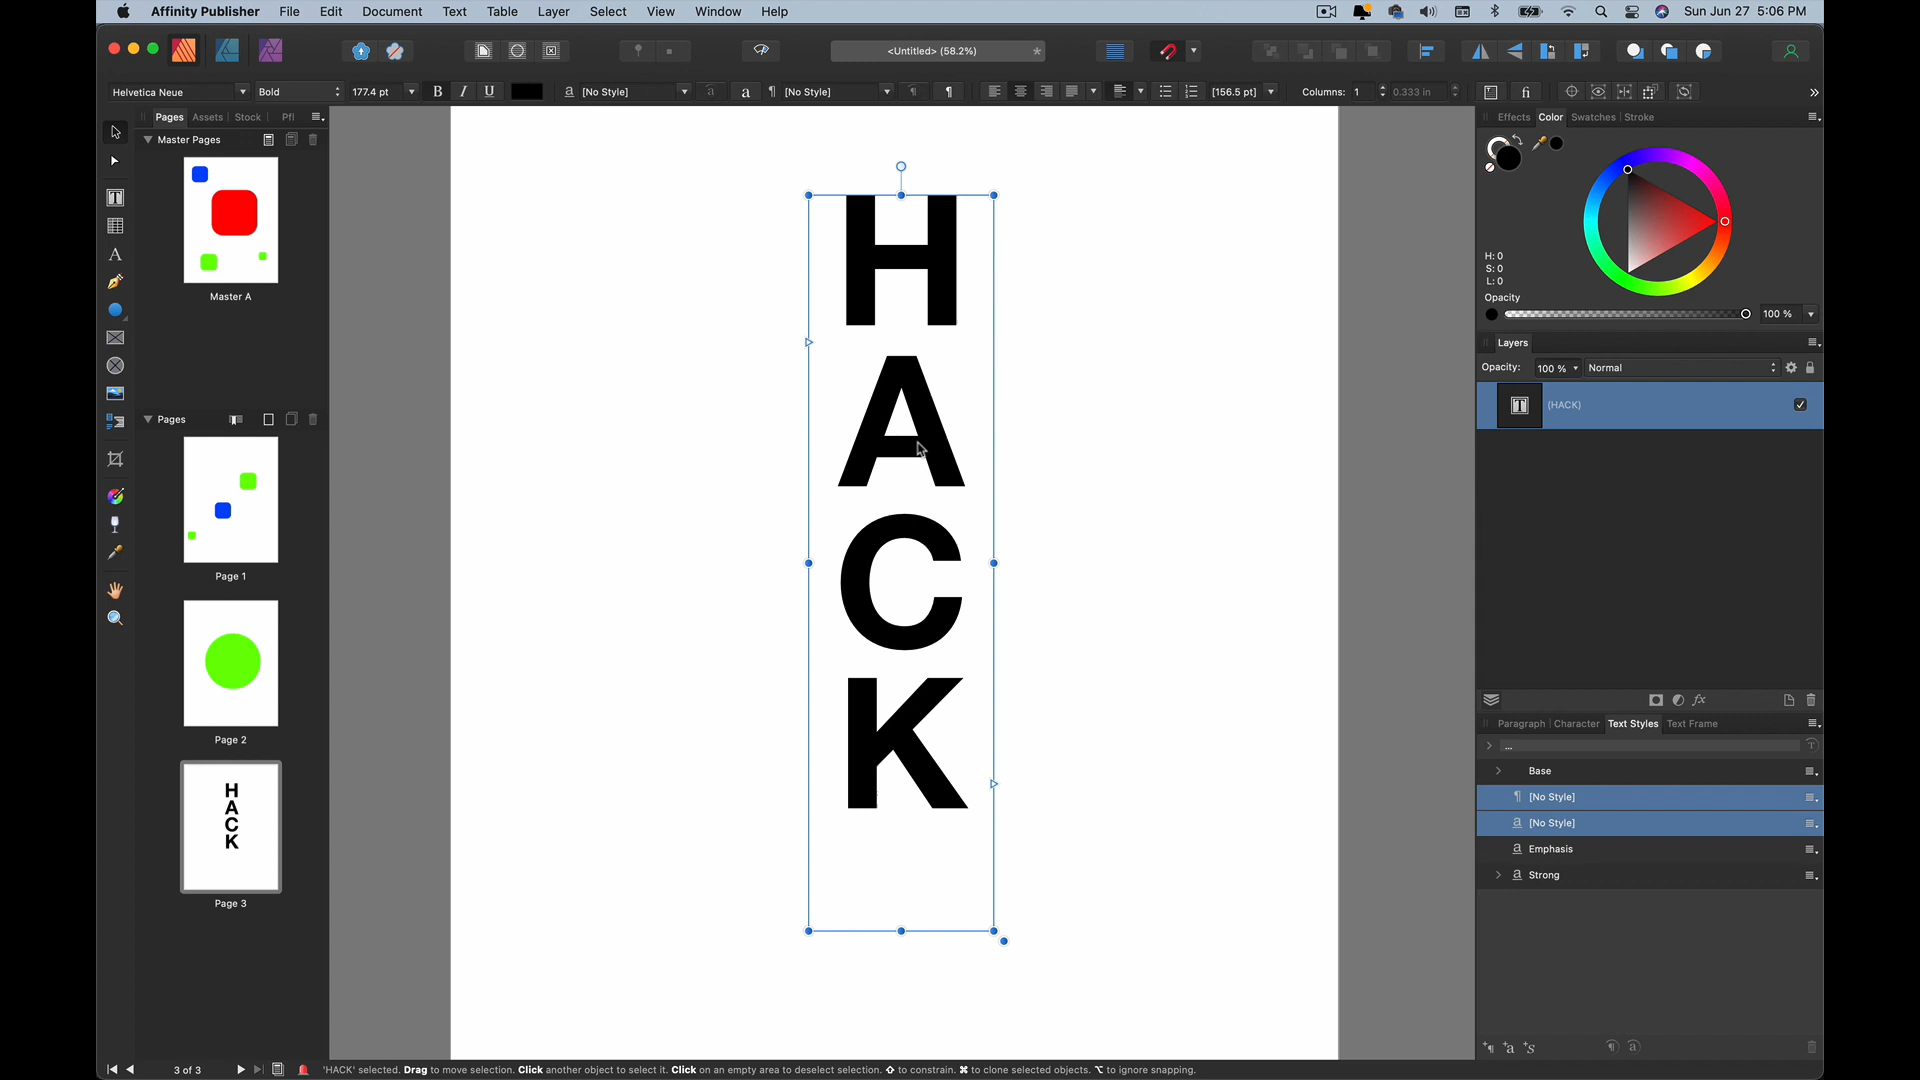 Affinity Publisher File Edit Document Text Table Layer Select View Window Help Sun Jun 27 5:06 PM
<Untitled> (58.2%) *
Helvetica Neue Bold 177.4 pt B I U a [No Style] a a ¶ [No Style] ¶ ¶ [156.5 pt] Columns: 1 0.333 in fi »
Pages Assets Stock Pfl
Master Pages
Master A
Pages
Page 1
Page 2
H
A
C
K
Page 3
H
A
C
K
Effects Color Swatches Stroke
H: 0
S: 0
L: 0
Opacity
100 %
Layers
Opacity: 100 % Normal
T (HACK)
fx
Paragraph Character Text Styles Text Frame
...
Base
¶ [No Style]
a [No Style]
a Emphasis
a Strong
3 of 3 'HACK' selected. Drag to move selection. Click another object to select it. Click on an empty area to deselect selection. ⇧ to constrain. ⌘ to clone selected objects. ⌥ to ignore snapping.